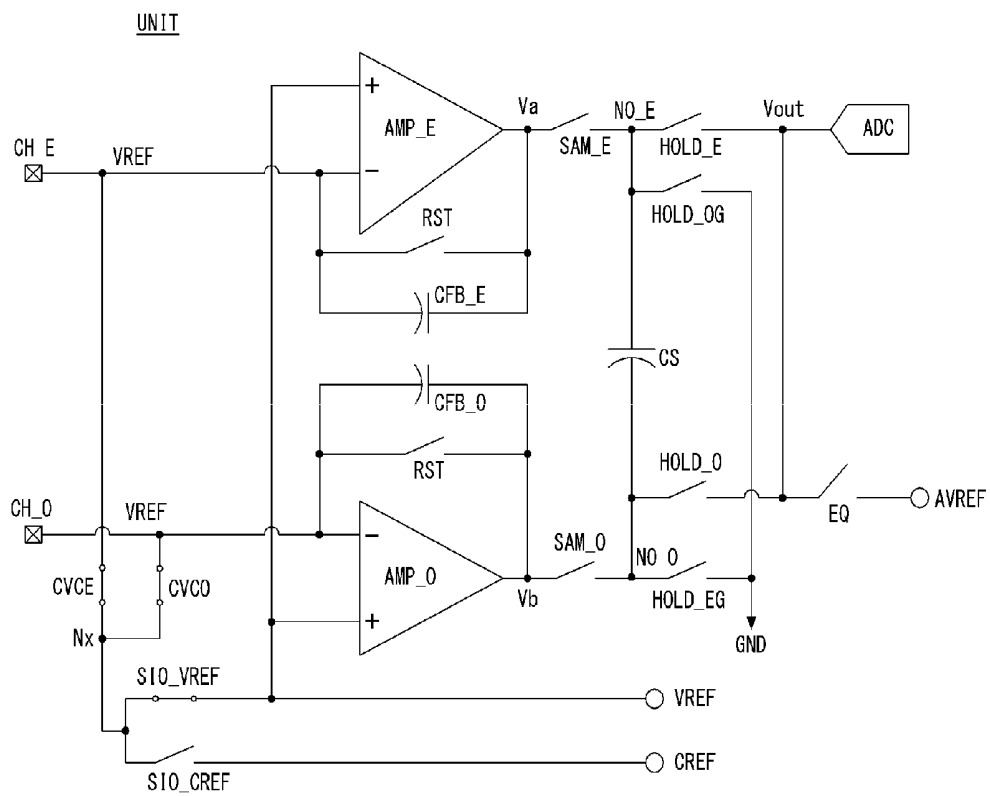 UNIT
+
AMP_E
−
Va
SAM_E
NO_E
HOLD_E
Vout
ADC
CH_E
VREF
HOLD_OG
RST
CFB_E
CS
CFB_O
RST
HOLD_O
EQ
AVREF
CH_O
VREF
−
AMP_O
+
SAM_O
Vb
NO_O
HOLD_EG
GND
CVCE
CVCO
Nx
SIO_VREF
VREF
SIO_CREF
CREF